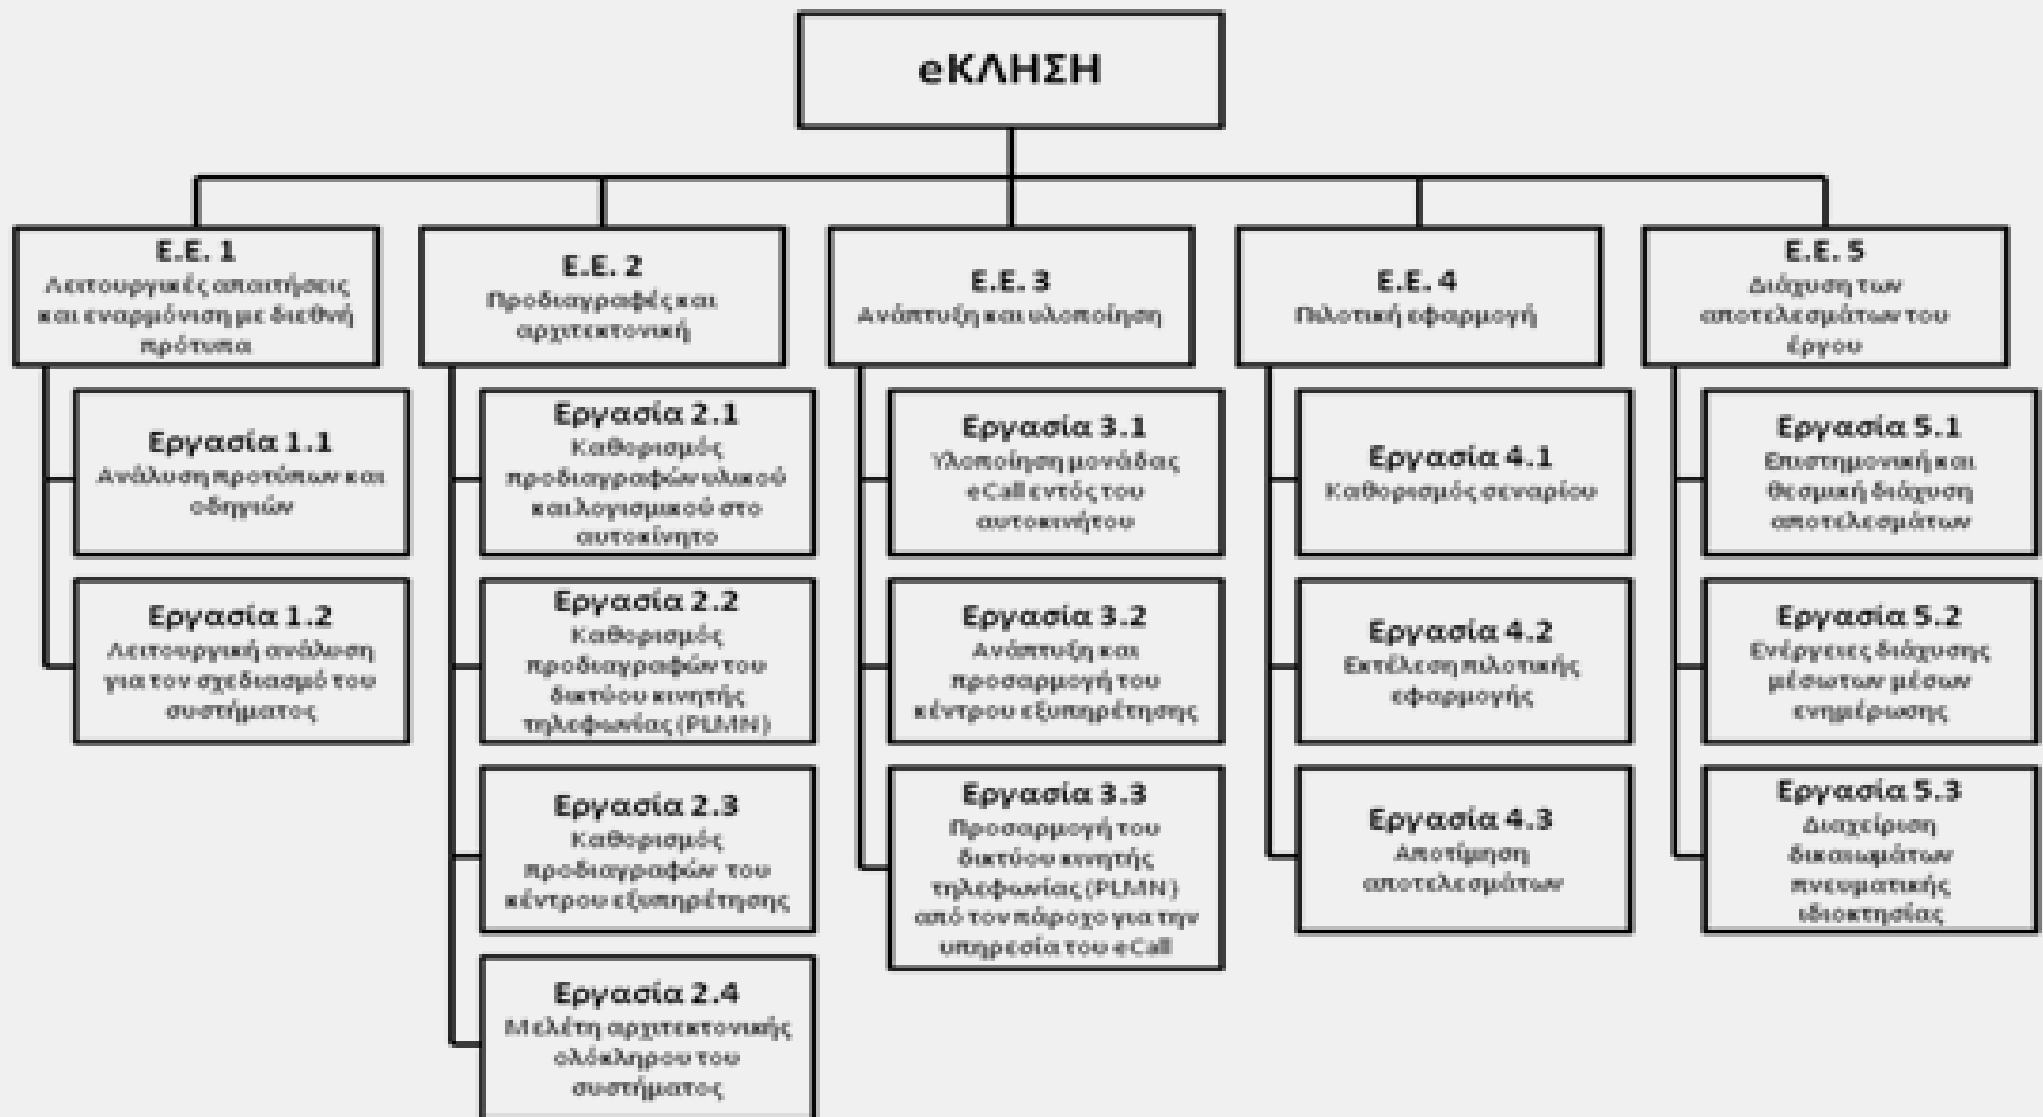 eΚΛΗΣΗ
Ε.Ε. 1
Λειτουργικές απαιτήσεις
και εναρμόνιση με διεθνή
πρότυπα
Εργασία 1.1
Ανάλυση προτύπων και
οδηγιών
Εργασία 1.2
Λειτουργική ανάλυση
για τον σχεδιασμό του
συστήματος
Ε.Ε. 2
Προδιαγραφές και
αρχιτεκτονική
Εργασία 2.1
Καθορισμός
προδιαγραφών υλικού
και λογισμικού στο
αυτοκίνητο
Εργασία 2.2
Καθορισμός
προδιαγραφών του
δικτύου κινητής
τηλεφωνίας (PLMN)
Εργασία 2.3
Καθορισμός
προδιαγραφών του
κέντρου εξυπηρέτησης
Εργασία 2.4
Μελέτη αρχιτεκτονικής
ολόκληρου του
συστήματος
Ε.Ε. 3
Ανάπτυξη και υλοποίηση
Εργασία 3.1
Υλοποίηση μονάδας
eCall εντός του
αυτοκινήτου
Εργασία 3.2
Ανάπτυξη και
προσαρμογή του
κέντρου εξυπηρέτησης
Εργασία 3.3
Προσαρμογή του
δικτύου κινητής
τηλεφωνίας (PLMN)
από τον πάροχο για την
υπηρεσία του eCall
Ε.Ε. 4
Πιλοτική εφαρμογή
Εργασία 4.1
Καθορισμός σεναρίου
Εργασία 4.2
Εκτέλεση πιλοτικής
εφαρμογής
Εργασία 4.3
Αποτίμηση
αποτελεσμάτων
Ε.Ε. 5
Διάχυση των
αποτελεσμάτων του
έργου
Εργασία 5.1
Επιστημονική και
θεσμική διάχυση
αποτελεσμάτων
Εργασία 5.2
Ενέργειες διάχυσης
μέσω των μέσων
ενημέρωσης
Εργασία 5.3
Διαχείριση
δικαιωμάτων
πνευματικής
ιδιοκτησίας